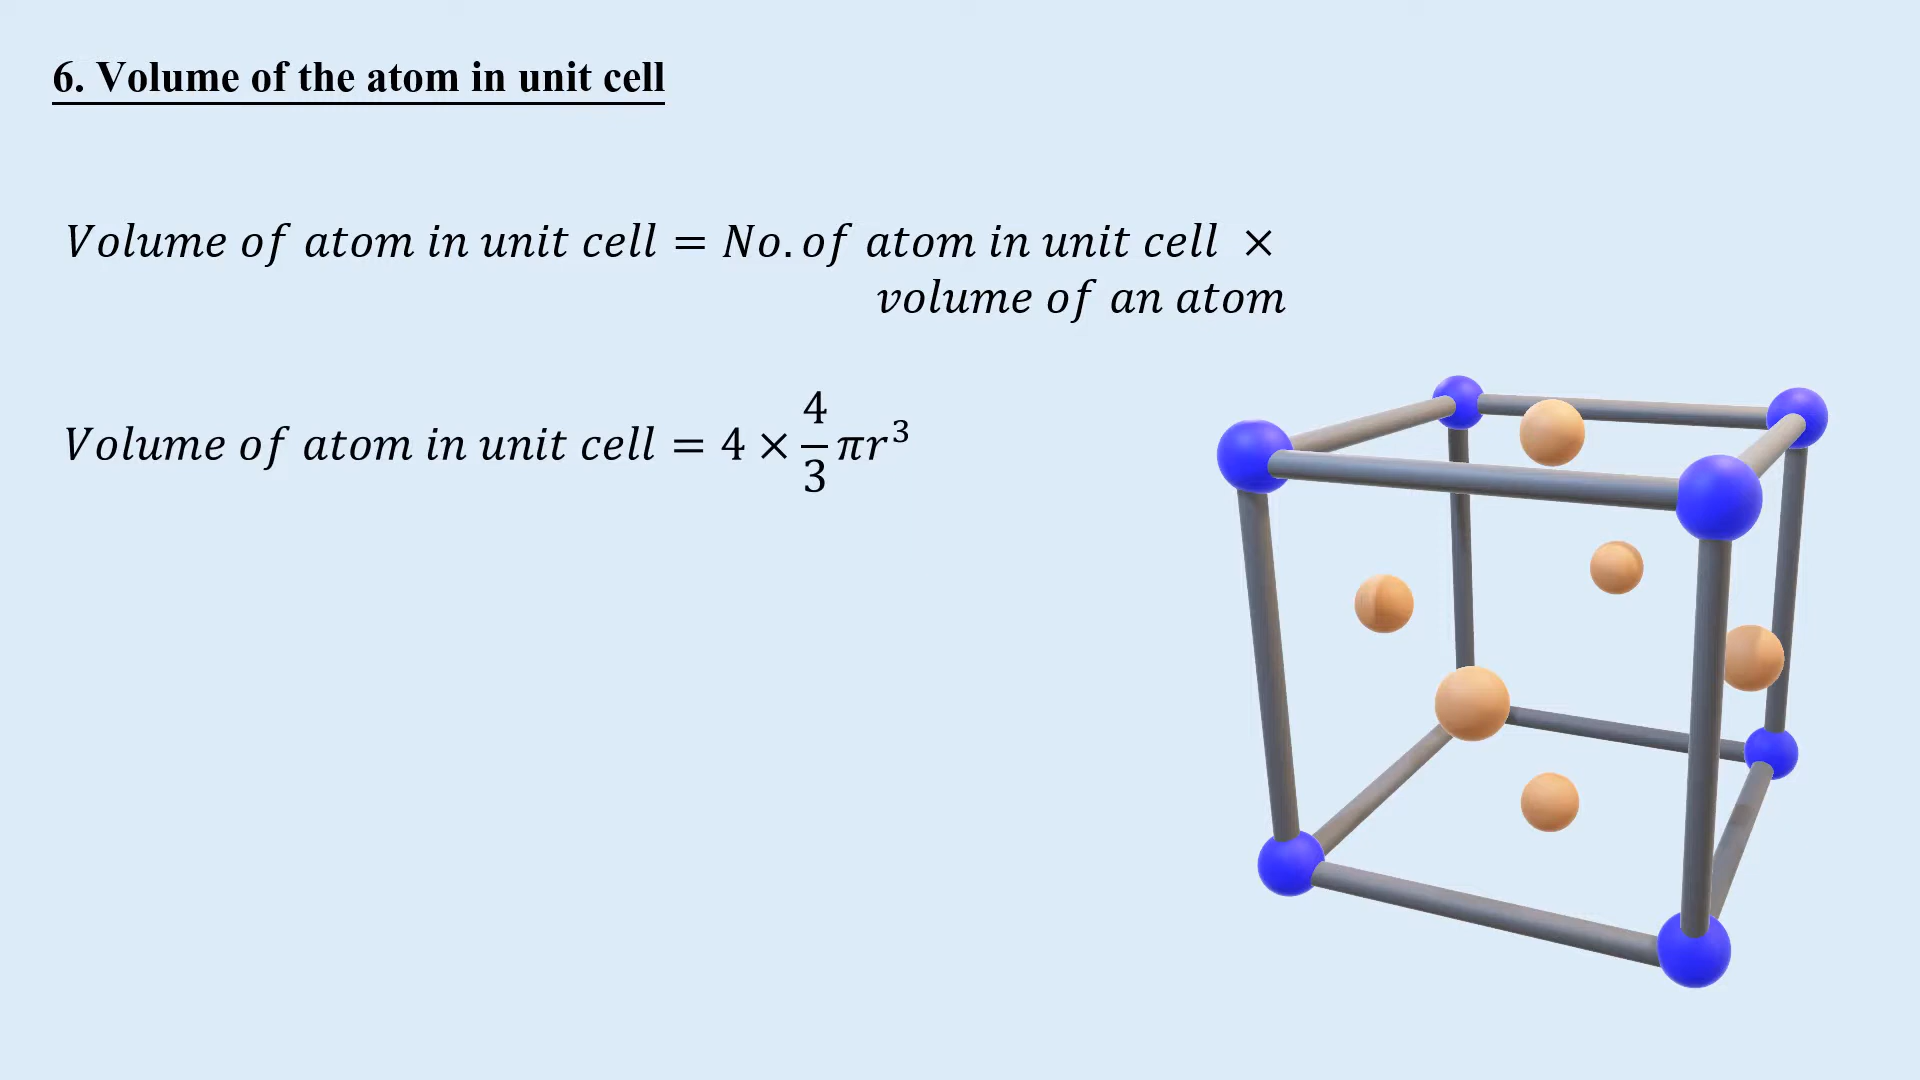 6. Volume of the atom in unit cell
Volume of atom in unit cell = No. of atom in unit cell ×
volume of an atom
Volume of atom in unit cell = 4 × 4/3 πr³